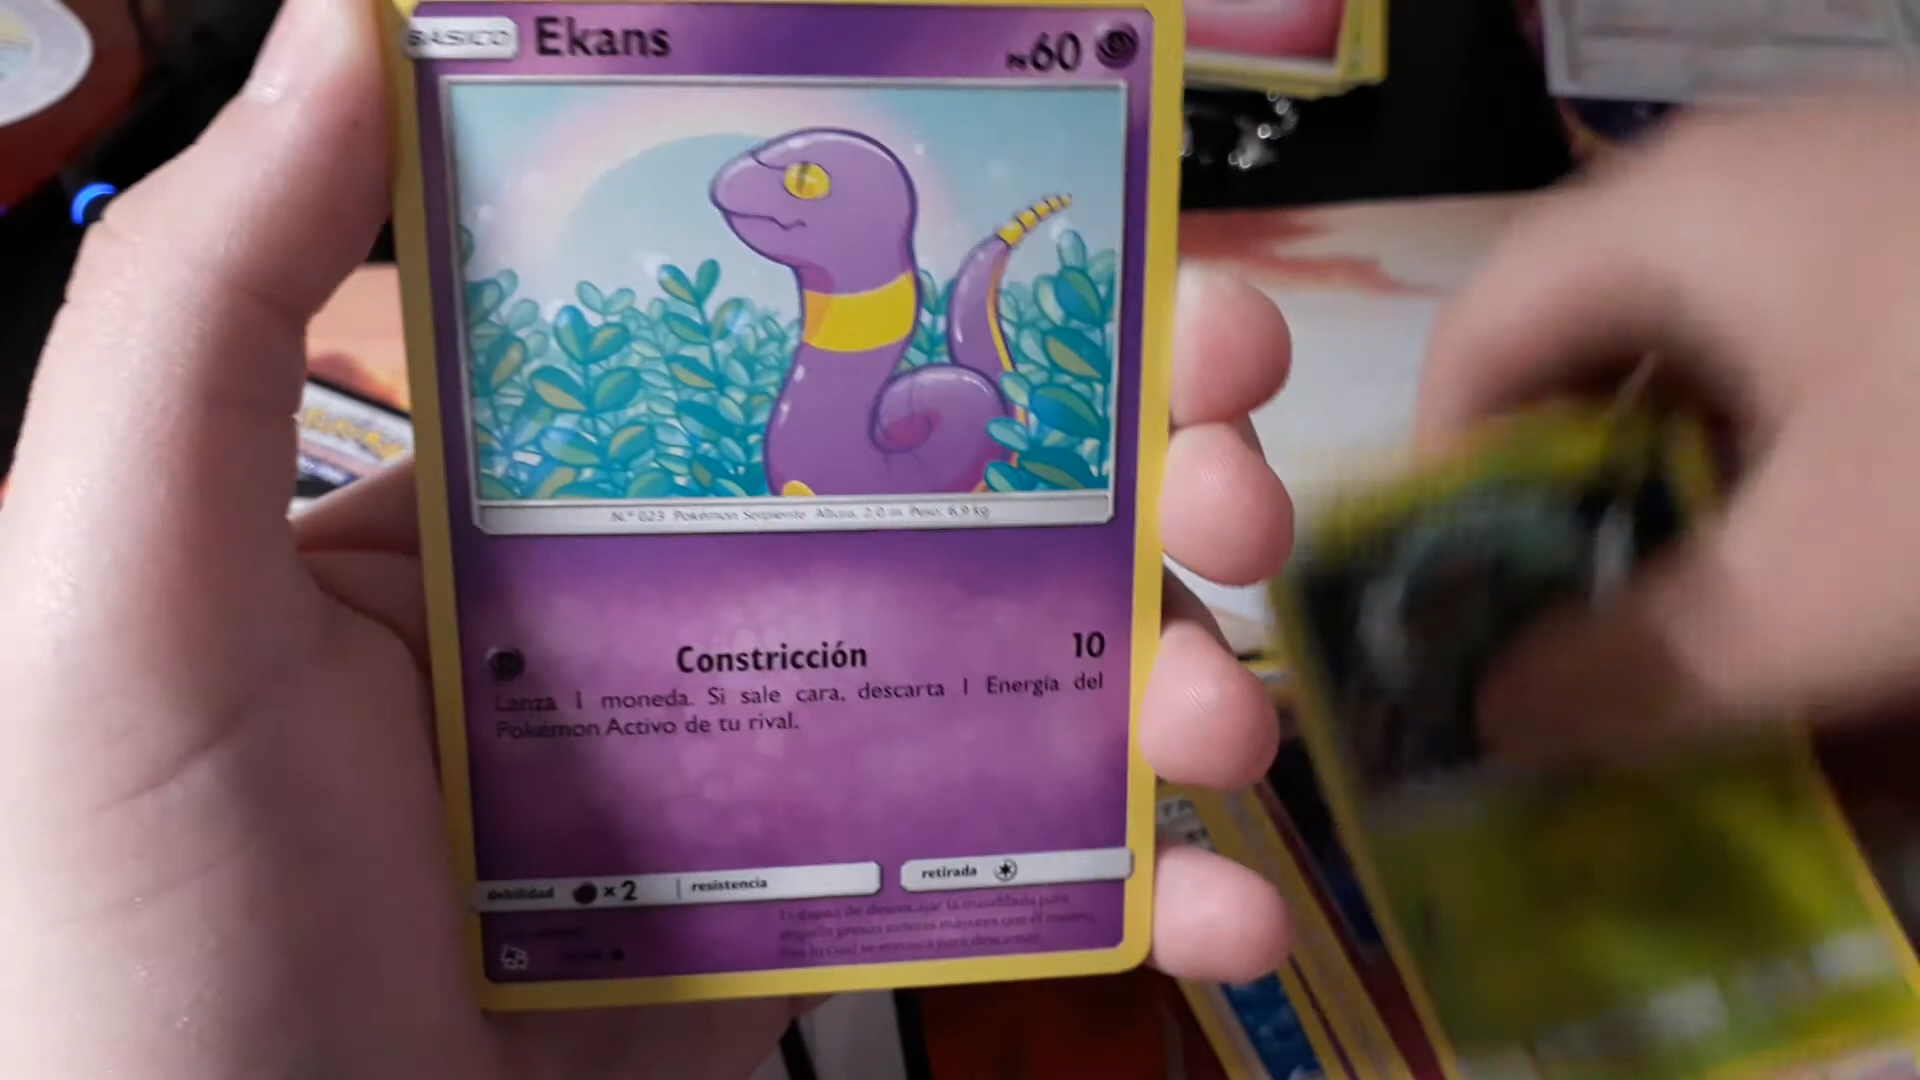 BÁSICO Ekans PS60
N.º 023 Pokémon Serpiente Altura: 2,0 m Peso: 6,9 kg
Constricción 10
Lanza 1 moneda. Si sale cara, descarta 1 Energía del
Pokémon Activo de tu rival.
debilidad ×2 resistencia retirada